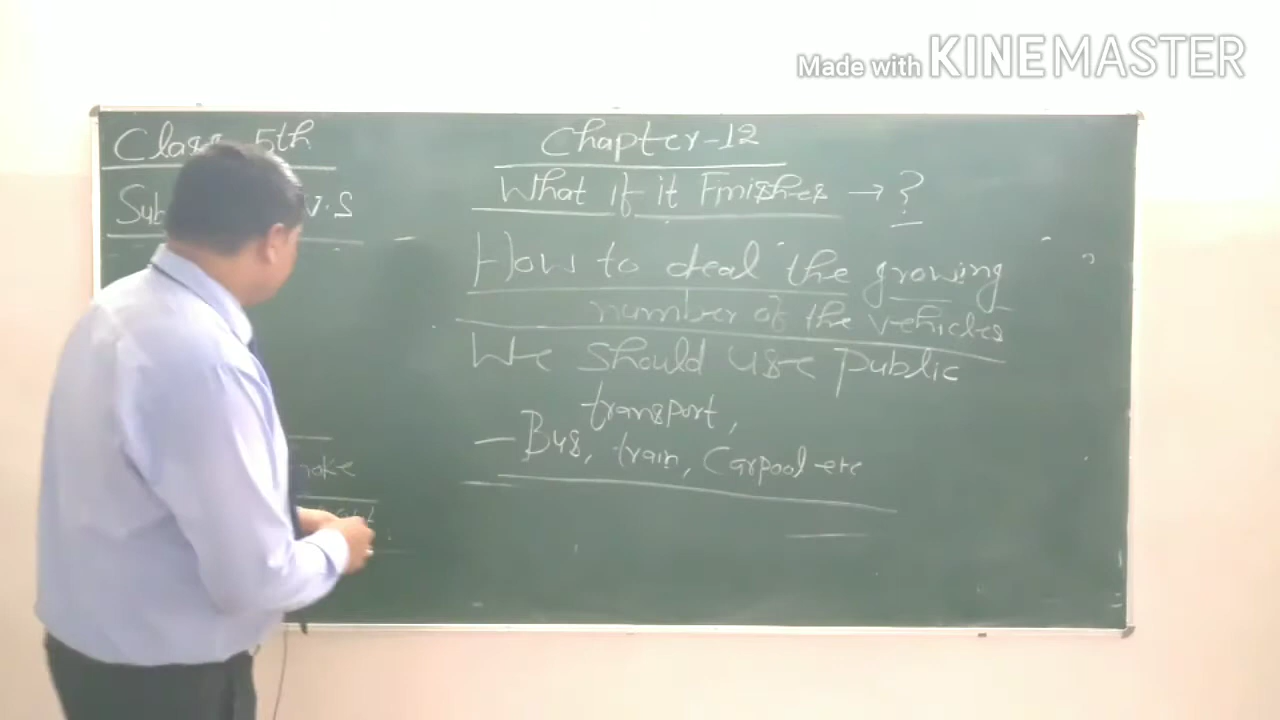 Made with KINEMASTER
Class 5th
Sub V.S
Chapter-12
What if it Finishes → ?
How to deal the growing
number of the vehicles
We should use public
transport,
— Bus, train, Carpool etc